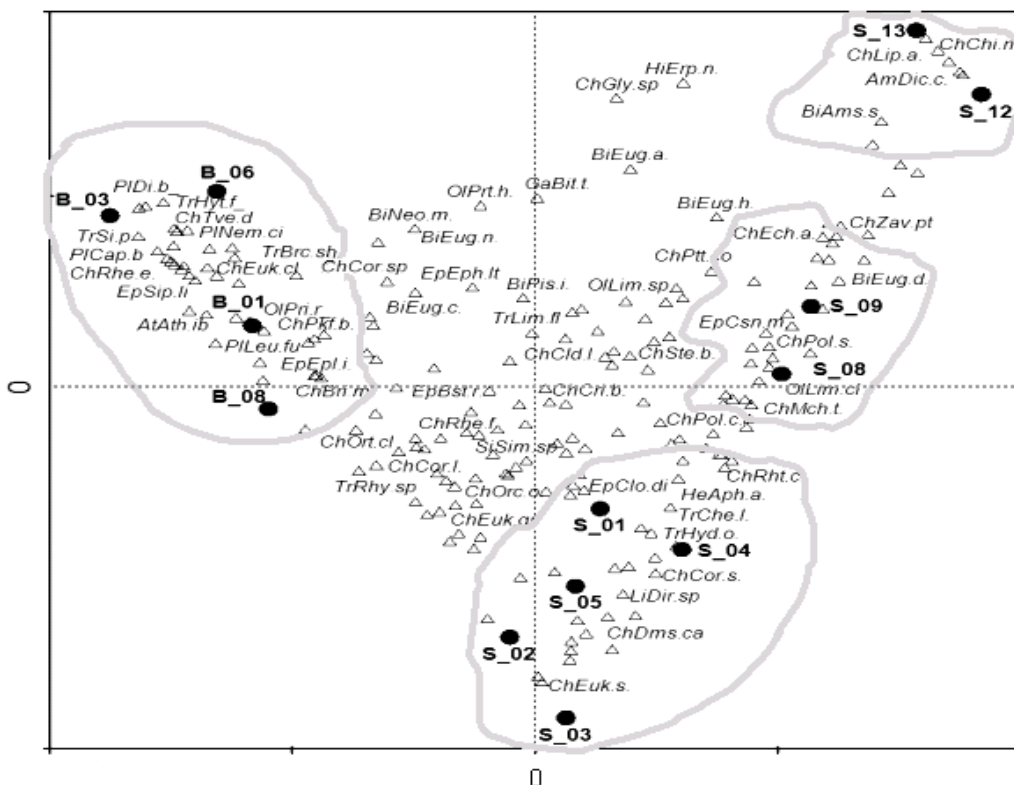 S_13
ChChi.n
ChLip.a.
HiErp.n.
AmDic.c.
ChGly.sp
S_12
BiAms.s
BiEug.a.
B_06
PlDi.b_
GaBit.t.
OlPrt.h.
B_03
TrHyt.f_
BiNeo.m.
BiEug.h.
ChZav.pt
ChTve.d
TrSi.p
PlNem.ci
BiEug.n.
ChEch.a.
PlCap.b
TrBrc.sh
ChPtt.
ChRhe.e.
ChEuk.cl
ChCor.sp
EpEph.lt
BiEug.d.
EpSip.li
BiPis.i.
OlLim.sp
B_01
OlPri.r
BiEug.c.
S_09
AtAth.ib
ChPkf.b.
TrLim.fl
EpCsn.m
PlLeu.fu
ChPol.s.
ChCld.l.
ChSte.b.
EpEpl.i.
S_08
0
ChBri.m
EpBst.r.
ChCri.b.
OlLim.cl
B_08
ChMch.t.
ChRhe.f.
ChPol.c.
ChOrt.cl
SiSim.sp
ChCor.l.
ChRht.c
TrRhy.sp
ChOrc.o
EpClo.di
HeAph.a.
ChEuk.
S_01
TrChe.l.
TrHyd.o.
S_04
ChCor.s.
S_05
LiDir.sp
ChDms.ca
S_02
ChEuk.s.
S_03
0